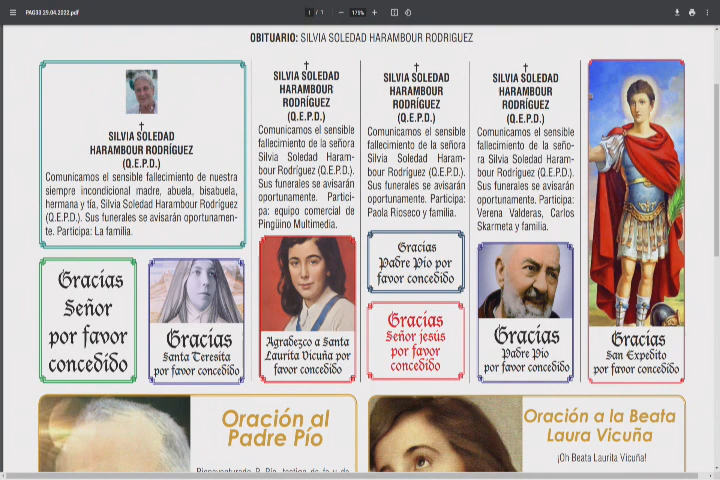 PAG33 29.04.2022.pdf
1 / 1
175%
OBITUARIO: SILVIA SOLEDAD HARAMBOUR RODRIGUEZ
SILVIA SOLEDAD
HARAMBOUR RODRÍGUEZ
(Q.E.P.D.)
Comunicamos el sensible fallecimiento de nuestra
siempre incondicional madre, abuela, bisabuela,
hermana y tía, Silvia Soledad Harambour Rodríguez
(Q.E.P.D.). Sus funerales se avisarán oportunamen-
te. Participa: La familia.
SILVIA SOLEDAD
HARAMBOUR
RODRÍGUEZ
(Q.E.P.D.)
Comunicamos el sensible
fallecimiento de la señora
Silvia Soledad Haram-
bour Rodríguez (Q.E.P.D.).
Sus funerales se avisarán
oportunamente. Partici-
pa: equipo comercial de
Pingüino Multimedia.
SILVIA SOLEDAD
HARAMBOUR
RODRÍGUEZ
(Q.E.P.D.)
Comunicamos el sensible
fallecimiento de la señora
Silvia Soledad Haram-
bour Rodríguez (Q.E.P.D.).
Sus funerales se avisarán
oportunamente. Participa:
Paola Rioseco y familia.
SILVIA SOLEDAD
HARAMBOUR
RODRÍGUEZ
(Q.E.P.D.)
Comunicamos el sensible
fallecimiento de la seño-
ra Silvia Soledad Haram-
bour Rodríguez (Q.E.P.D.).
Sus funerales se avisarán
oportunamente. Participa:
Verena Valderas, Carlos
Skarmeta y familia.
Gracias
Señor
por favor
concedido
Gracias
Santa Teresita
por favor concedido
Agradezco a Santa
Laurita Vicuña por
favor concedido
Gracias
Padre Pío por
favor concedido
Gracias
Señor jesús
por favor
concedido
Gracias
Padre Pío
por favor concedido
Gracias
San Expedito
por favor concedido
Oración al
Padre Pío
Oración a la Beata
Laura Vicuña
¡Oh Beata Laurita Vicuña!